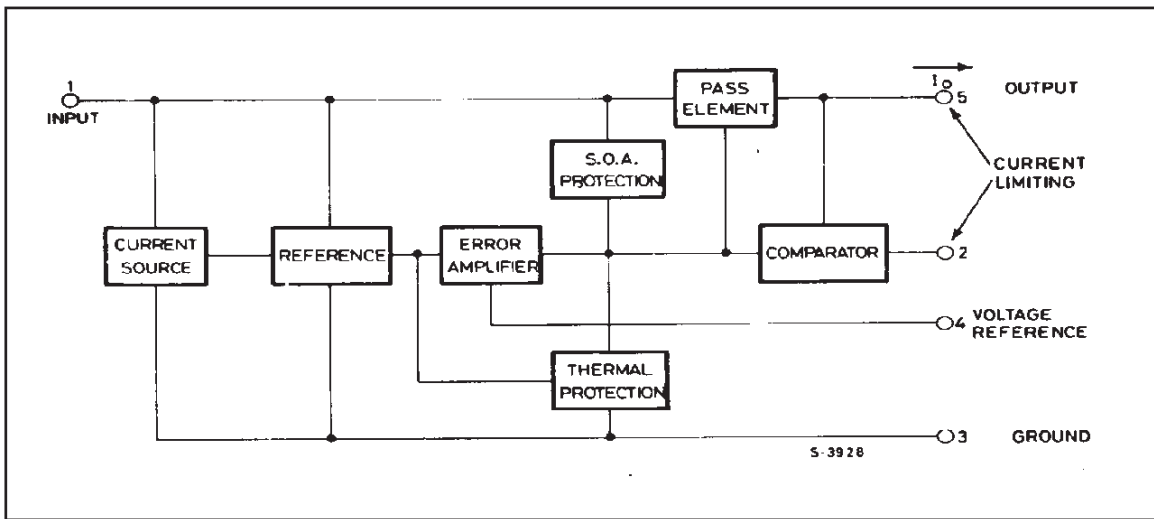 1
INPUT
PASS
ELEMENT
Io
5
OUTPUT
S.O.A.
PROTECTION
CURRENT
LIMITING
CURRENT
SOURCE
REFERENCE
ERROR
AMPLIFIER
COMPARATOR
2
4
VOLTAGE
REFERENCE
THERMAL
PROTECTION
3
GROUND
S-3928